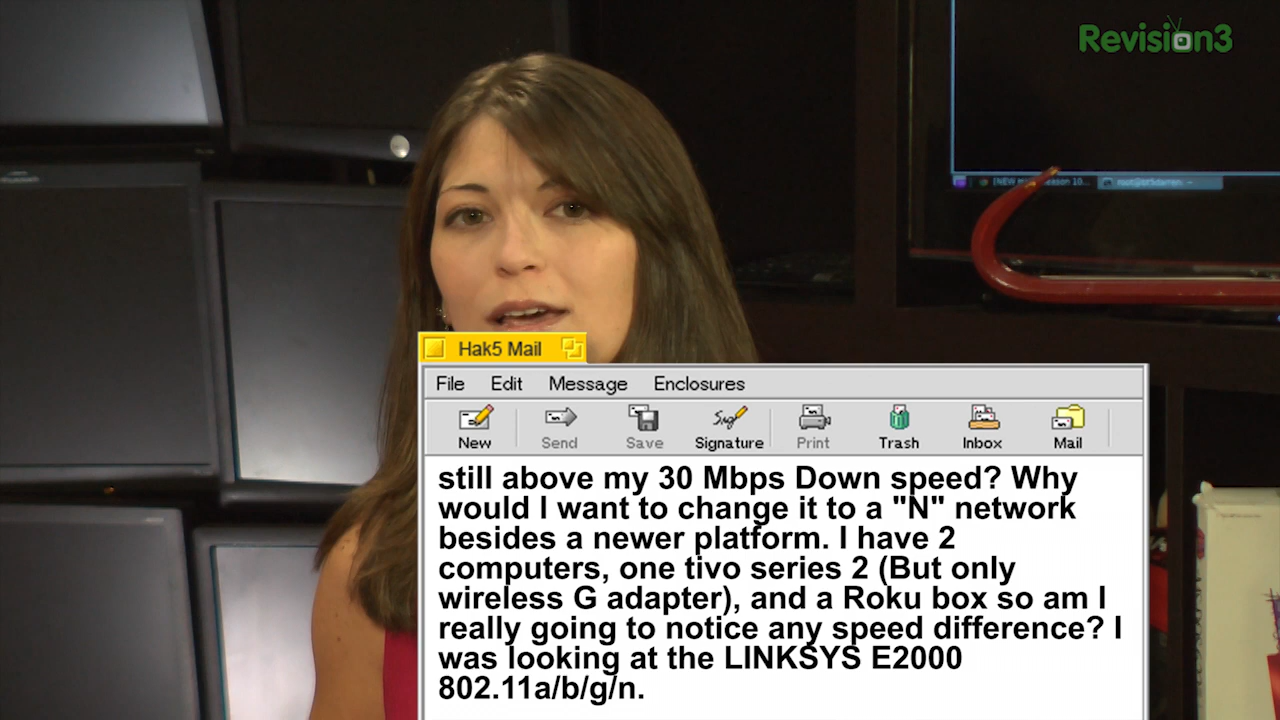 Revision3
[NEW
root@bt5darren: ~
Hak5 Mail
File Edit Message Enclosures
New Send Save Signature Print Trash Inbox Mail
still above my 30 Mbps Down speed? Why
would I want to change it to a "N" network
besides a newer platform. I have 2
computers, one tivo series 2 (But only
wireless G adapter), and a Roku box so am I
really going to notice any speed difference? I
was looking at the LINKSYS E2000
802.11a/b/g/n.